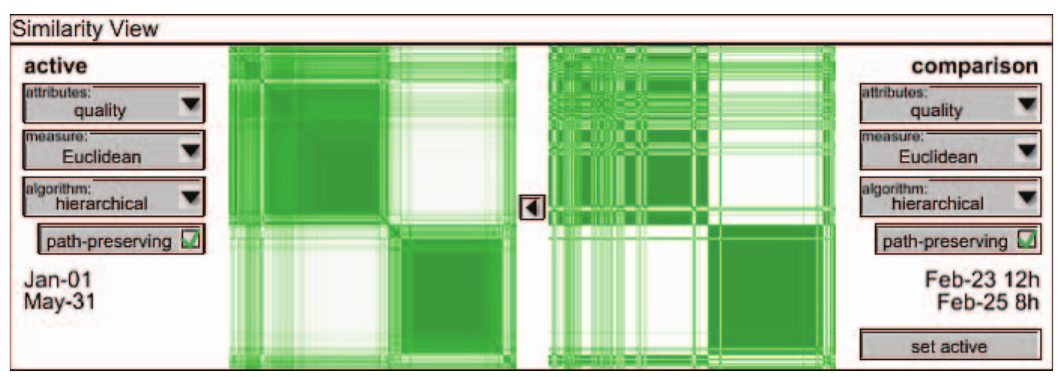 Similarity View
active
attributes:
quality
measure:
Euclidean
algorithm:
hierarchical
path-preserving
Jan-01
May-31
comparison
attributes:
quality
measure:
Euclidean
algorithm:
hierarchical
path-preserving
Feb-23 12h
Feb-25 8h
set active